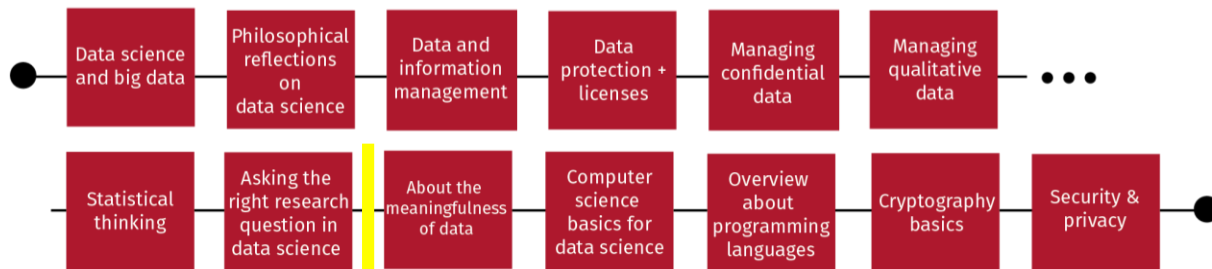 Data science
and big data
Philosophical
reflections
on
data science
Data and
information
management
Data
protection +
licenses
Managing
confidential
data
Managing
qualitative
data
Statistical
thinking
Asking the
right research
question in
data science
About the
meaningfulness
of data
Computer
science
basics for
data science
Overview
about
programming
languages
Cryptography
basics
Security &
privacy